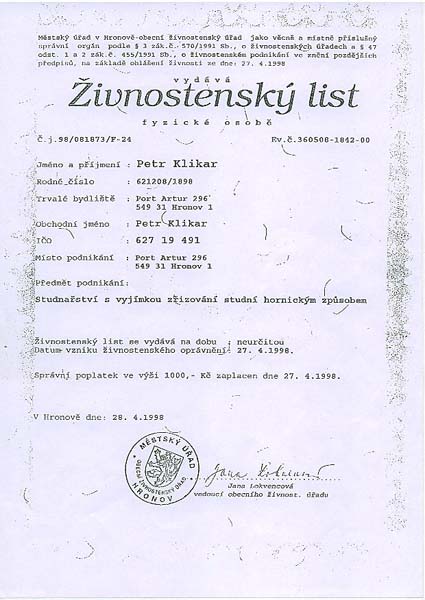 Městský úřad v Hronově-obecní živnostenský úřad jako věcně a místně příslušný
správní orgán podle § 3 zák.č. 570/1991 Sb., o živnostenských úřadech a § 47
odst. 1 a 2 zák.č. 455/1991 Sb., o živnostenském podnikání ve znční pozdějších
předpisů, na základě ohlášení živnosti ze dne: 27. 4.1998
vydává
Živnostenský list
fyzické osobě
Č.j.98/081873/F-24 Ev.č.360508-1842-00
Jméno a příjmení : Petr Klikar
Rodné číslo : 621208/1898
Trvalé bydliště : Port Artur 296
549 31 Hronov 1
Obchodní jméno : Petr Klikar
IČO : 627 19 491
Místo podnikání : Port Artur 296
549 31 Hronov 1
Předmět podnikání:
Studnařství s vyjímkou zřizování studní hornickým způsobem
Živnostenský list se vydává na dobu : neurčitou
Datum vzniku živnostenského oprávnění: 27. 4.1998.
Správní poplatek ve výši 1000,- Kč zaplacen dne 27. 4.1998.
V Hronově dne: 28. 4.1998
MĚSTSKÝ ÚŘAD
OBECNÍ ŽIVNOSTENSKÝ ÚŘAD
HRONOV
Jana Lokvencová
vedoucí obecního živnost. úřadu